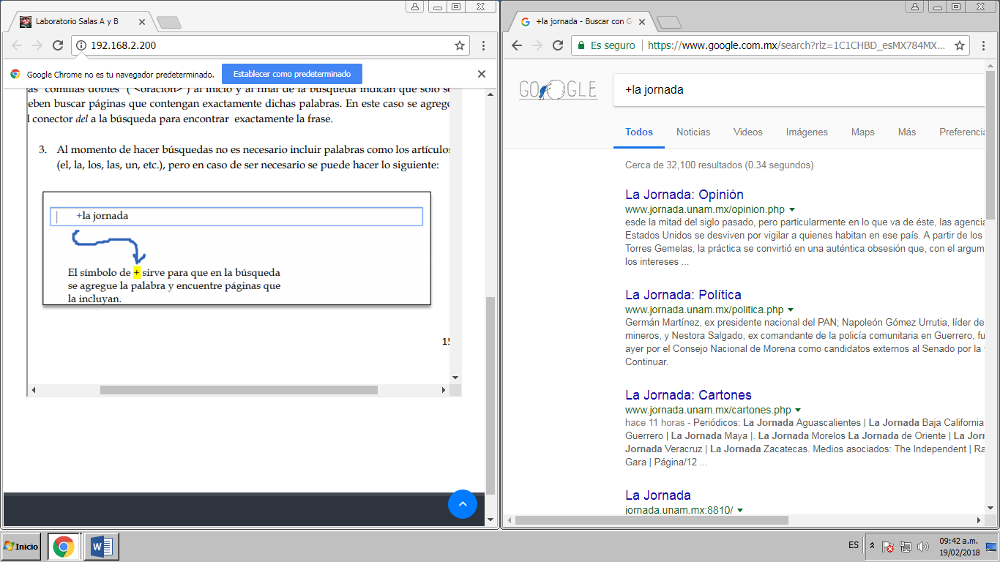 Laboratorio Salas A y B
192.168.2.200
Google Chrome no es tu navegador predeterminado.
Establecer como predeterminado
as "comillas dobles" ("<oración>") al inicio y al final de la búsqueda indican que sólo se
eben buscar páginas que contengan exactamente dichas palabras. En este caso se agregó
l conector del a la búsqueda para encontrar exactamente la frase.
3. Al momento de hacer búsquedas no es necesario incluir palabras como los artículos
(el, la, los, las, un, etc.), pero en caso de ser necesario se puede hacer lo siguiente:
+la jornada
El símbolo de + sirve para que en la búsqueda
se agregue la palabra y encuentre páginas que
la incluyan.
15
+la jornada - Buscar con G
Es seguro
https://www.google.com.mx/search?rlz=1C1CHBD_esMX784MX...
GOOGLE
+la jornada
Todos Noticias Videos Imágenes Maps Más Preferencia
Cerca de 32,100 resultados (0.34 segundos)
La Jornada: Opinión
www.jornada.unam.mx/opinion.php
esde la mitad del siglo pasado, pero particularmente en lo que va de éste, las agencia
Estados Unidos se desviven por vigilar a quienes habitan en ese país. A partir de los
Torres Gemelas, la práctica se convirtió en una auténtica obsesión que, con el argum
los intereses ...
La Jornada: Política
www.jornada.unam.mx/politica.php
Germán Martínez, ex presidente nacional del PAN; Napoleón Gómez Urrutia, líder de
mineros, y Nestora Salgado, ex comandante de la policía comunitaria en Guerrero, fu
ayer por el Consejo Nacional de Morena como candidatos externos al Senado por la
Continuar.
La Jornada: Cartones
www.jornada.unam.mx/cartones.php
hace 11 horas - Periódicos: La Jornada Aguascalientes | La Jornada Baja California
Guerrero | La Jornada Maya |. La Jornada Morelos La Jornada de Oriente | La Jorn
Jornada Veracruz | La Jornada Zacatecas. Medios asociados: The Independent | Ra
Gara | Página/12 ...
La Jornada
jornada.unam.mx:8810/
Inicio
ES
09:42 a.m.
19/02/2018